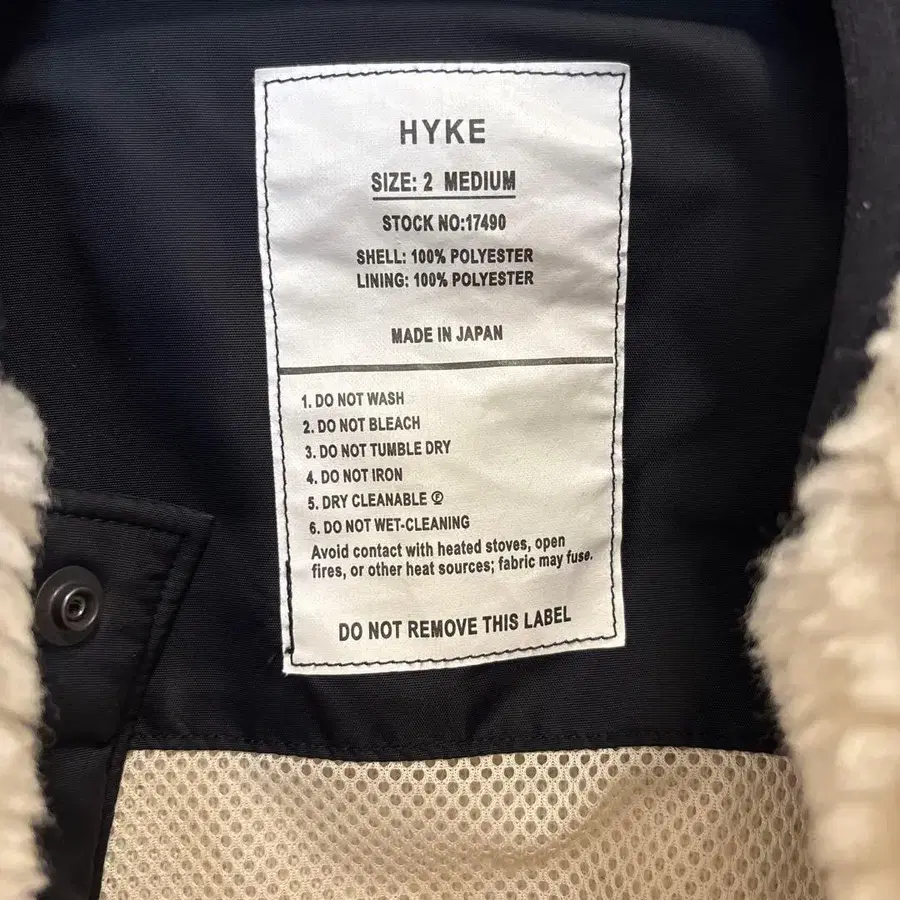 HYKE
SIZE: 2 MEDIUM
STOCK NO:17490
SHELL: 100% POLYESTER
LINING: 100% POLYESTER
MADE IN JAPAN
1. DO NOT WASH
2. DO NOT BLEACH
3. DO NOT TUMBLE DRY
4. DO NOT IRON
5. DRY CLEANABLE Ⓟ
6. DO NOT WET-CLEANING
Avoid contact with heated stoves, open
fires, or other heat sources; fabric may fuse.
DO NOT REMOVE THIS LABEL